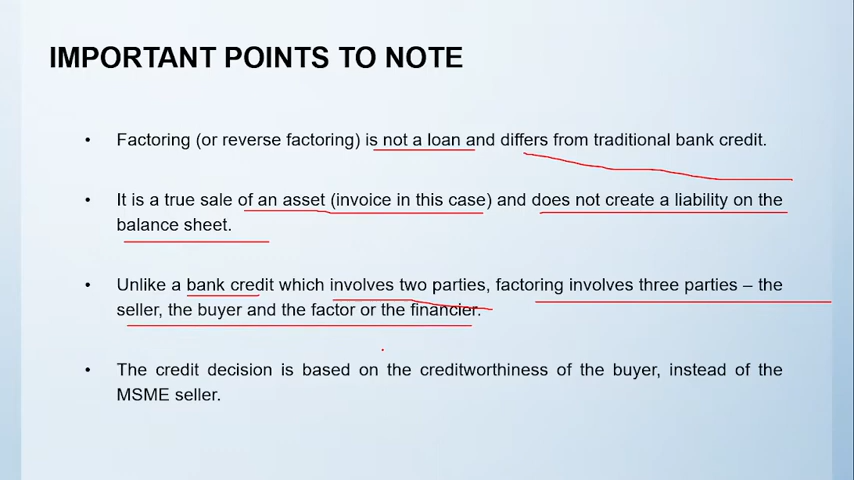 IMPORTANT POINTS TO NOTE
• Factoring (or reverse factoring) is not a loan and differs from traditional bank credit.
• It is a true sale of an asset (invoice in this case) and does not create a liability on the
balance sheet.
• Unlike a bank credit which involves two parties, factoring involves three parties – the
seller, the buyer and the factor or the financier.
• The credit decision is based on the creditworthiness of the buyer, instead of the
MSME seller.